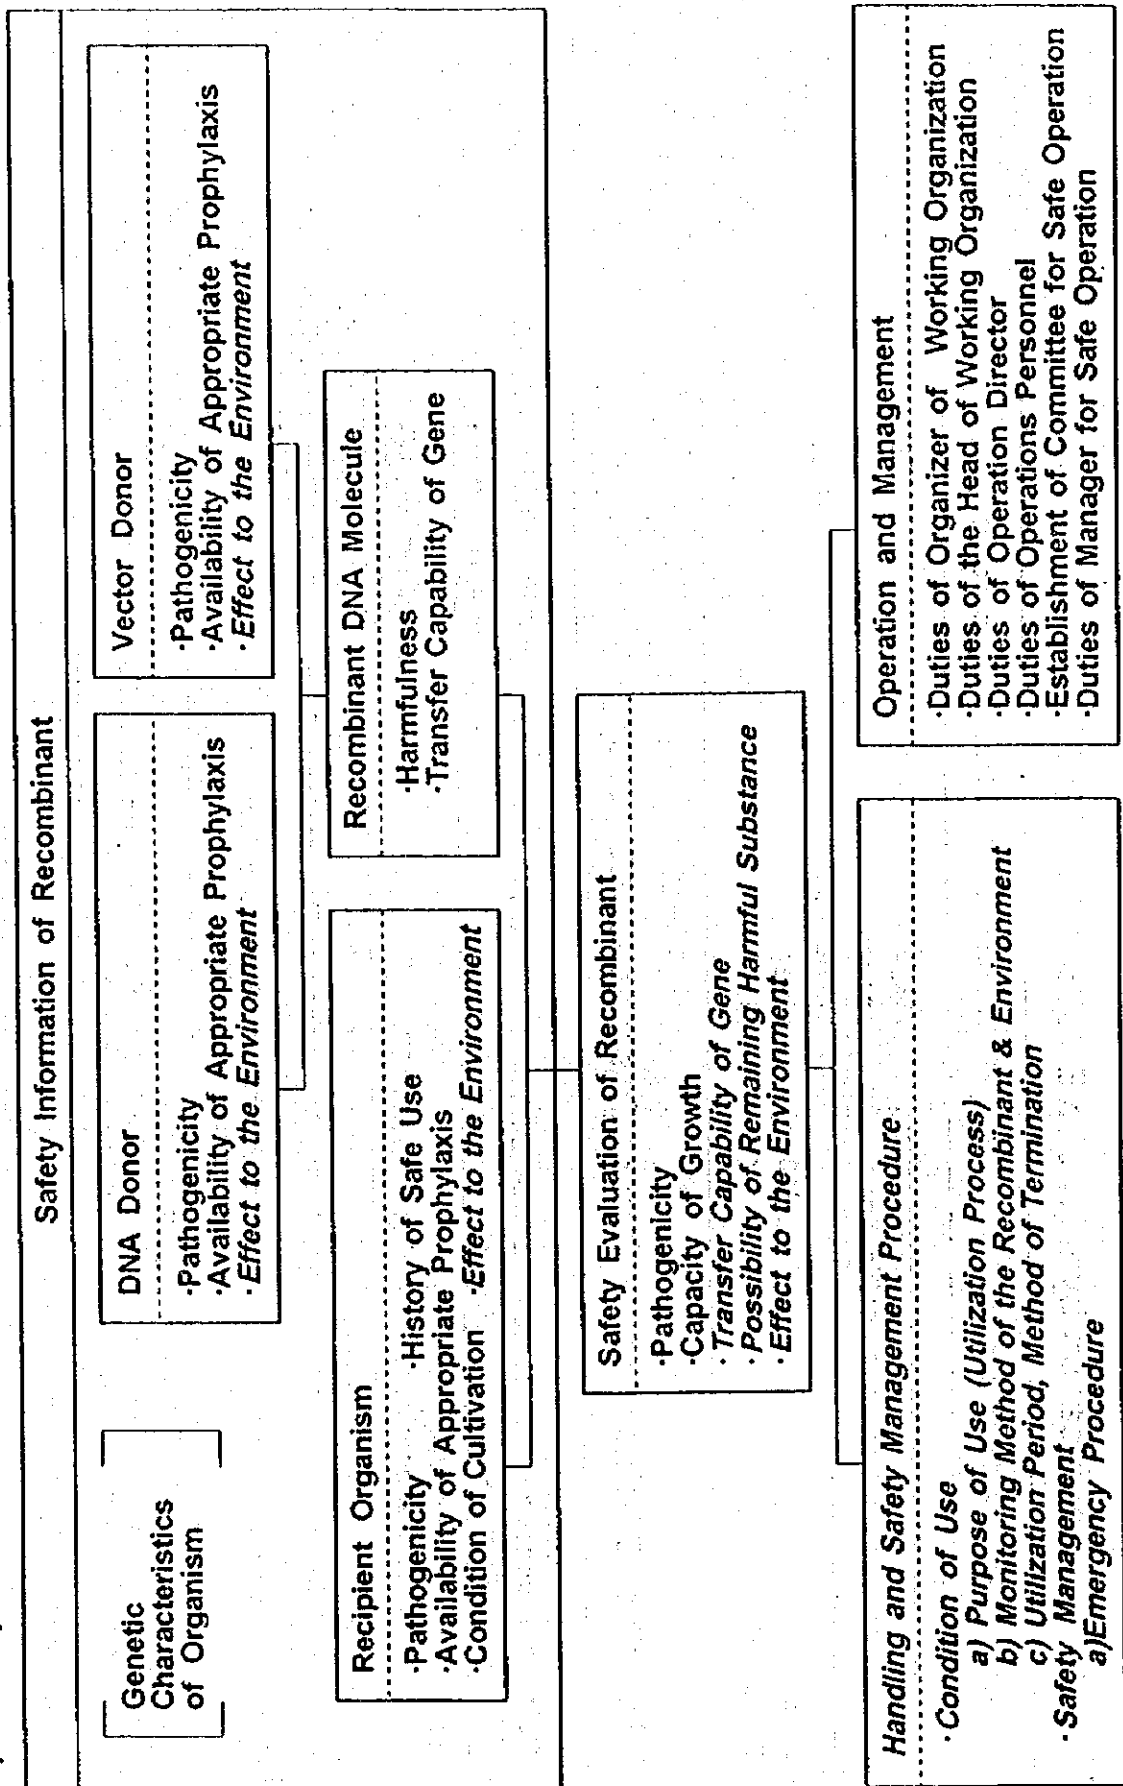 Safety Information of Recombinant
Genetic
Characteristics
of Organism
DNA Donor
·Pathogenicity
·Availability of Appropriate Prophylaxis
·Effect to the Environment
Vector Donor
·Pathogenicity
·Availability of Appropriate Prophylaxis
·Effect to the Environment
Recipient Organism
·Pathogenicity ·History of Safe Use
·Availability of Appropriate Prophylaxis
·Condition of Cultivation ·Effect to the Environment
Recombinant DNA Molecule
·Harmfulness
·Transfer Capability of Gene
Safety Evaluation of Recombinant
·Pathogenicity
·Capacity of Growth
·Transfer Capability of Gene
·Possibility of Remaining Harmful Substance
·Effect to the Environment
Handling and Safety Management Procedure
·Condition of Use
a) Purpose of Use (Utilization Process)
b) Monitoring Method of the Recombinant & Environment
c) Utilization Period, Method of Termination
·Safety Management
a)Emergency Procedure
Operation and Management
·Duties of Organizer of Working Organization
·Duties of the Head of Working Organization
·Duties of Operation Director
·Duties of Operations Personnel
·Establishment of Committee for Safe Operation
·Duties of Manager for Safe Operation